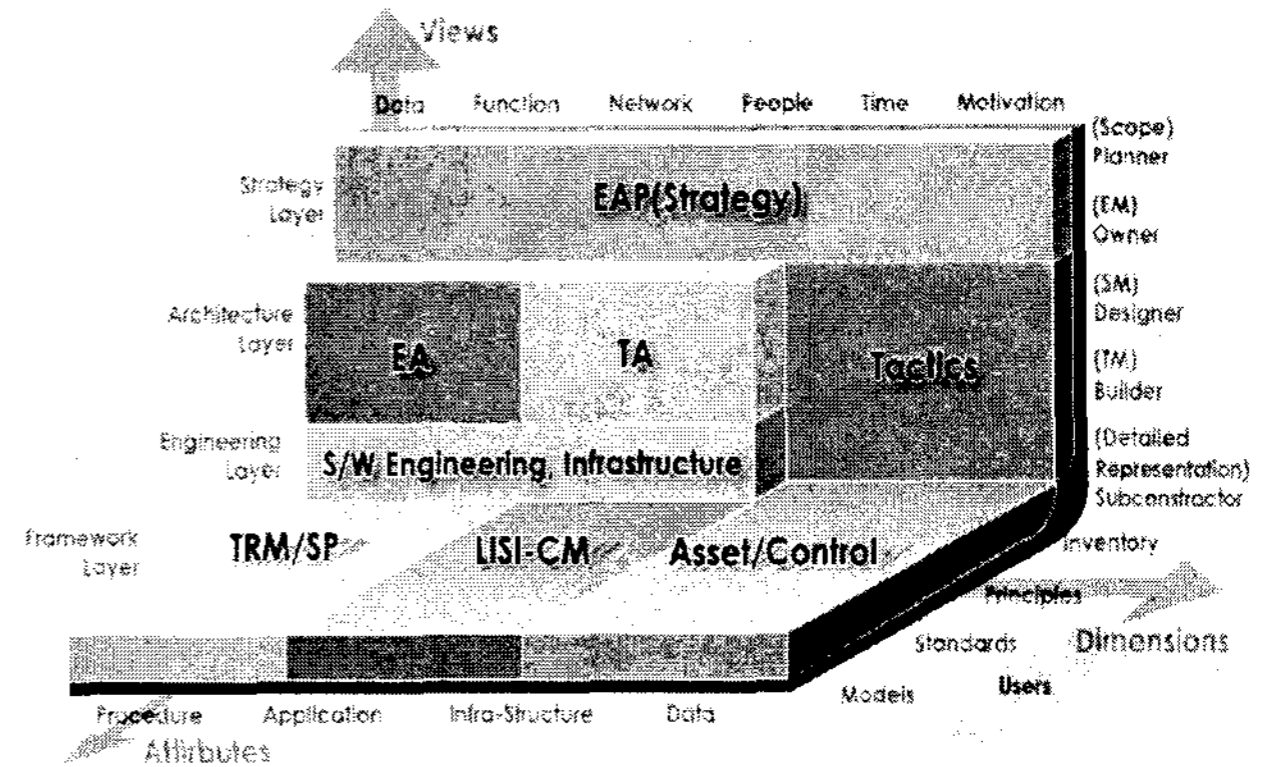 Views
Data Function Network People Time Motivation
(Scope)
Planner
Strategy
Layer
EAP(Strategy)
(EM)
Owner
(SM)
Designer
Architecture
Layer
EA
TA
Tactics
(TM)
Builder
Engineering
Layer
S/W, Engineering, Infrastructure
(Detailed
Representation)
Subconstractor
Framework
Layer
TRM/SP
LISI-CM
Asset/Control
Inventory
Principles
Standards
Dimensions
Models
Users
Procedure Application Infra-Structure Data
Attributes